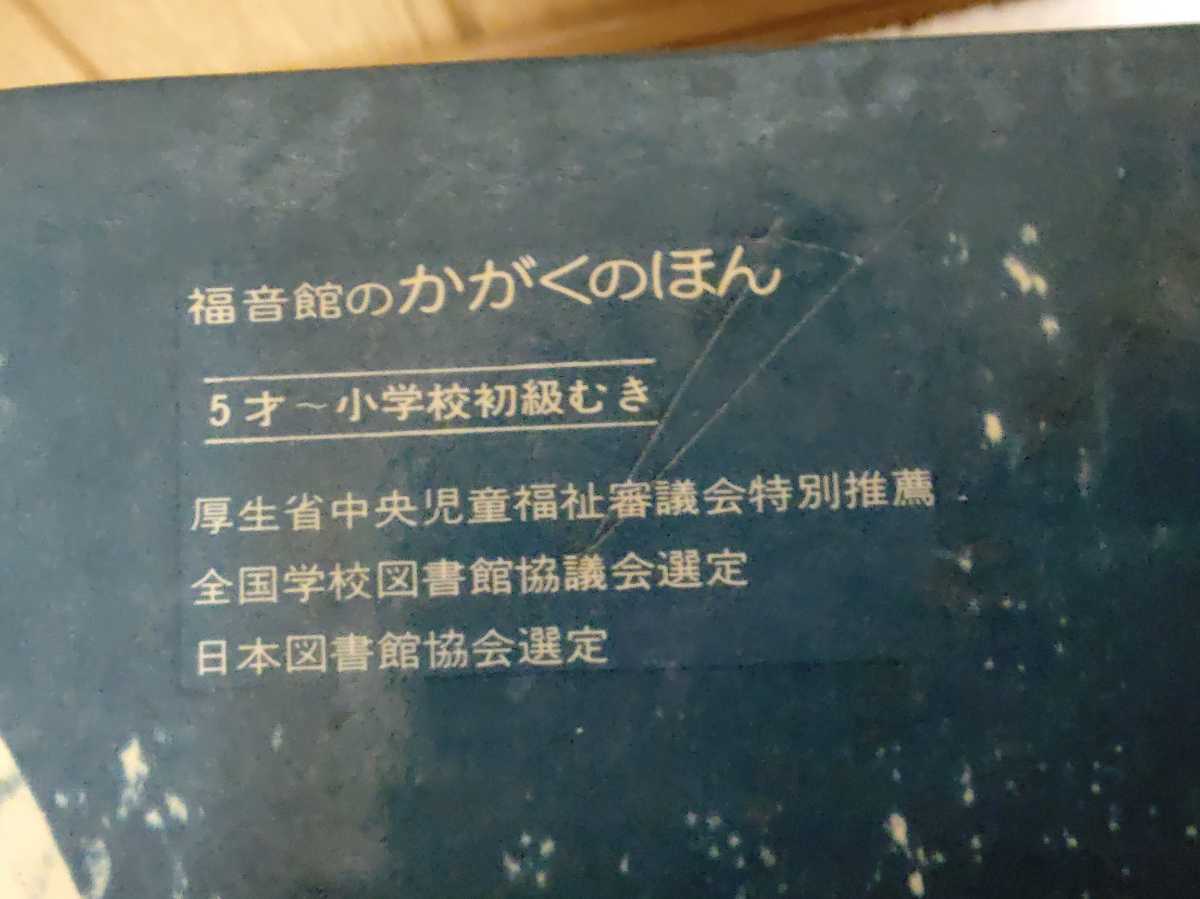 福音館のかがくのほん
5才～小学校初級むき
厚生省中央児童福祉審議会特別推薦
全国学校図書館協議会選定
日本図書館協会選定